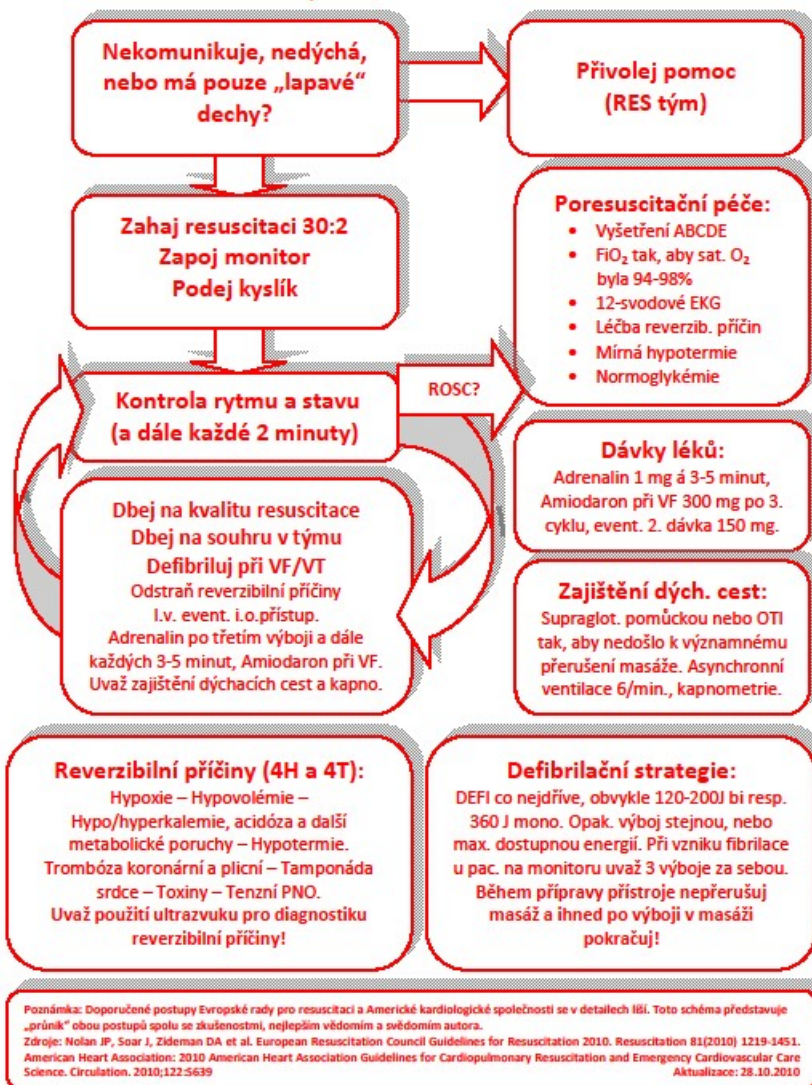 Nekomunikuje, nedýchá,
nebo má pouze „lapavé“
dechy?
Přivolej pomoc
(RES tým)
Zahaj resuscitaci 30:2
Zapoj monitor
Podej kyslík
Poresuscitační péče:
• Vyšetření ABCDE
• FiO₂ tak, aby sat. O₂
byla 94-98%
• 12-svodové EKG
• Léčba reverzib. příčin
• Mírná hypotermie
• Normoglykémie
Kontrola rytmu a stavu
(a dále každé 2 minuty)
ROSC?
Dávky léků:
Adrenalin 1 mg á 3-5 minut,
Amiodaron při VF 300 mg po 3.
cyklu, event. 2. dávka 150 mg.
Dbej na kvalitu resuscitace
Dbej na souhru v týmu
Defibriluj při VF/VT
Odstraň reverzibilní příčiny
I.v. event. i.o.přístup.
Adrenalin po třetím výboji a dále
každých 3-5 minut, Amiodaron při VF.
Uvaž zajištění dýchacích cest a kapno.
Zajištění dých. cest:
Supraglot. pomůckou nebo OTI
tak, aby nedošlo k významnému
přerušení masáže. Asynchronní
ventilace 6/min., kapnometrie.
Reverzibilní příčiny (4H a 4T):
Hypoxie – Hypovolémie –
Hypo/hyperkalemie, acidóza a další
metabolické poruchy – Hypotermie.
Trombóza koronární a plicní – Tamponáda
srdce – Toxiny – Tenzní PNO.
Uvaž použití ultrazvuku pro diagnostiku
reverzibilní příčiny!
Defibrilační strategie:
DEFI co nejdříve, obvykle 120-200J bi resp.
360 J mono. Opak. výboj stejnou, nebo
max. dostupnou energií. Při vzniku fibrilace
u pac. na monitoru uvaž 3 výboje za sebou.
Během přípravy přístroje nepřerušuj
masáž a ihned po výboji v masáži
pokračuj!
Poznámka: Doporučené postupy Evropské rady pro resuscitaci a Americké kardiologické společnosti se v detailech liší. Toto schéma představuje
„průnik“ obou postupů spolu se zkušenostmi, nejlepším vědomím a svědomím autora.
Zdroje: Nolan JP, Soar J, Zideman DA et al. European Resuscitation Council Guidelines for Resuscitation 2010. Resuscitation 81(2010) 1219-1451.
American Heart Association: 2010 American Heart Association Guidelines for Cardiopulmonary Resuscitation and Emergency Cardiovascular Care
Science. Circulation. 2010;122:S639 Aktualizace: 28.10.2010